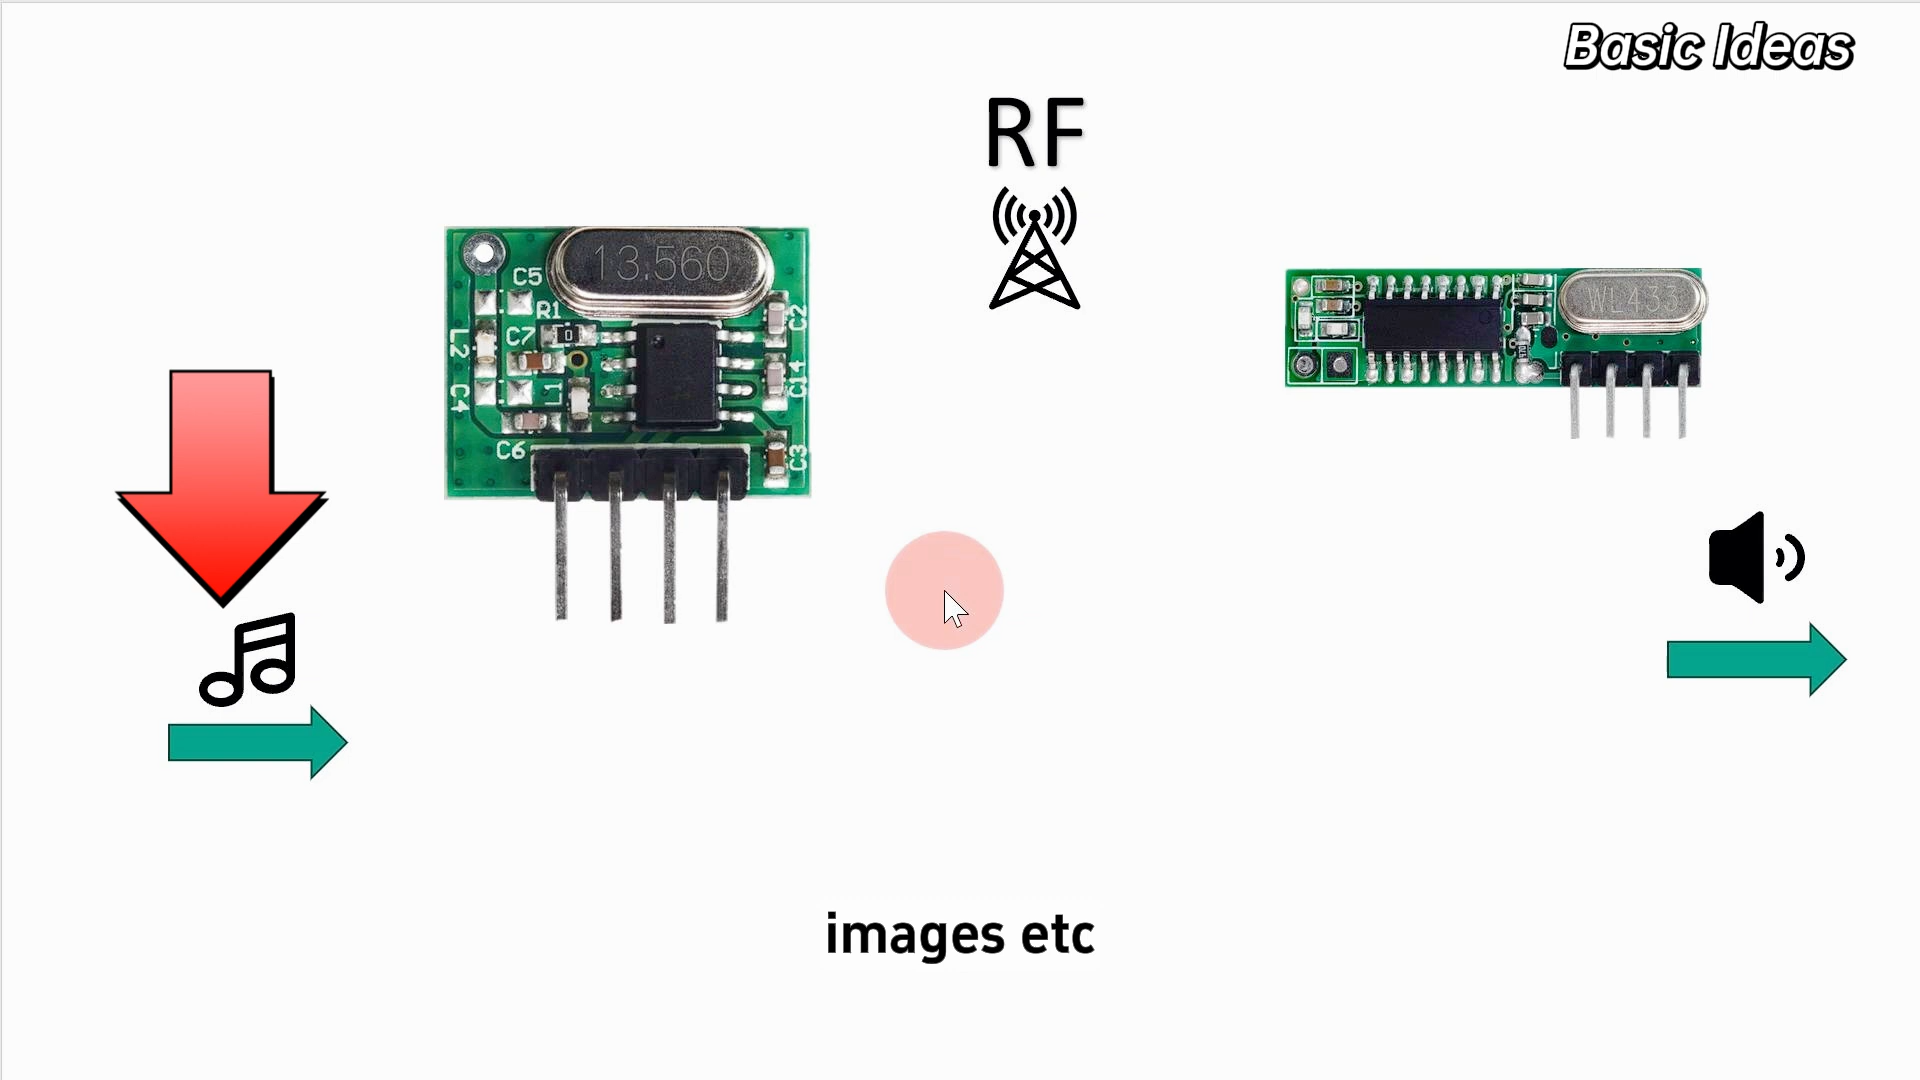 Basic Ideas
RF
13.560
C5
R1
C2
C7
L2
C14
L1
C4
C6
C3
WL433
images etc